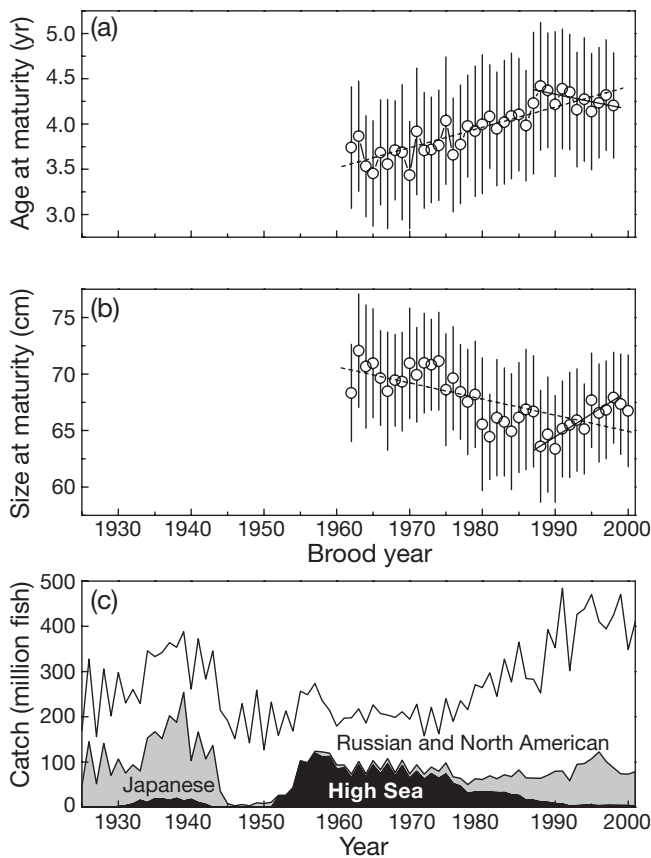 (a)
Age at maturity (yr)
5.0
4.5
4.0
3.5
3.0
(b)
Size at maturity (cm)
75
70
65
60
1930 1940 1950 1960 1970 1980 1990 2000
Brood year
(c)
Catch (million fish)
500
400
300
200
100
0
Russian and North American
Japanese
High Sea
1930 1940 1950 1960 1970 1980 1990 2000
Year